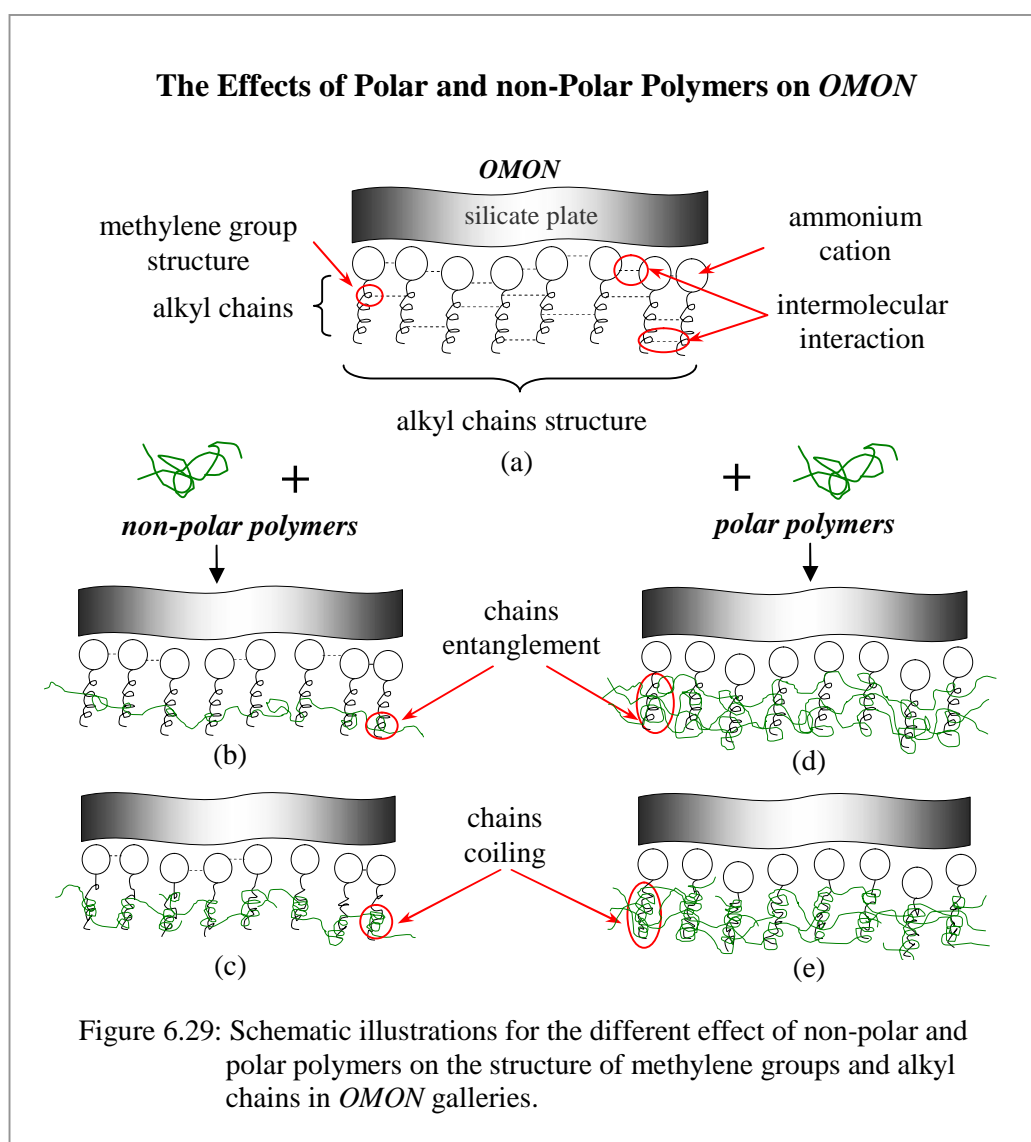 The Effects of Polar and non-Polar Polymers on OMON
OMON
silicate plate
methylene group
structure
alkyl chains
ammonium
cation
intermolecular
interaction
alkyl chains structure
(a)
+
non-polar polymers
+
polar polymers
chains
entanglement
(b)
(d)
chains
coiling
(c)
(e)
Figure 6.29: Schematic illustrations for the different effect of non-polar and
polar polymers on the structure of methylene groups and alkyl
chains in OMON galleries.